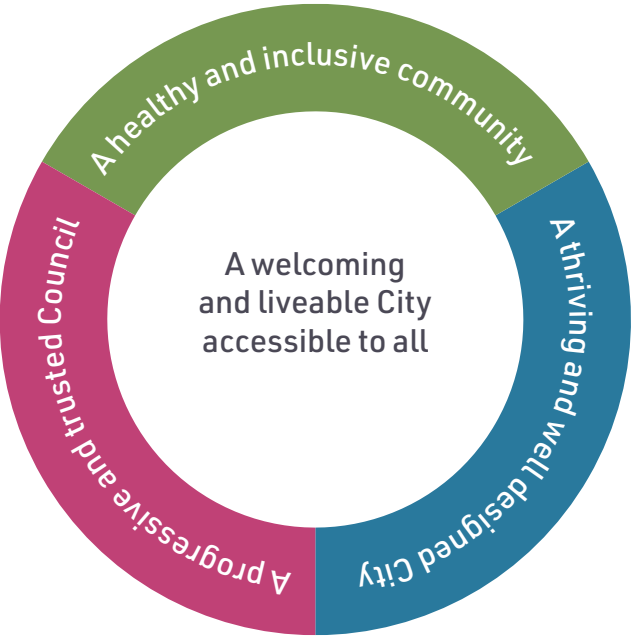 A healthy and inclusive community
A thriving and well designed City
A progressive and trusted Council
A welcoming
and liveable City
accessible to all